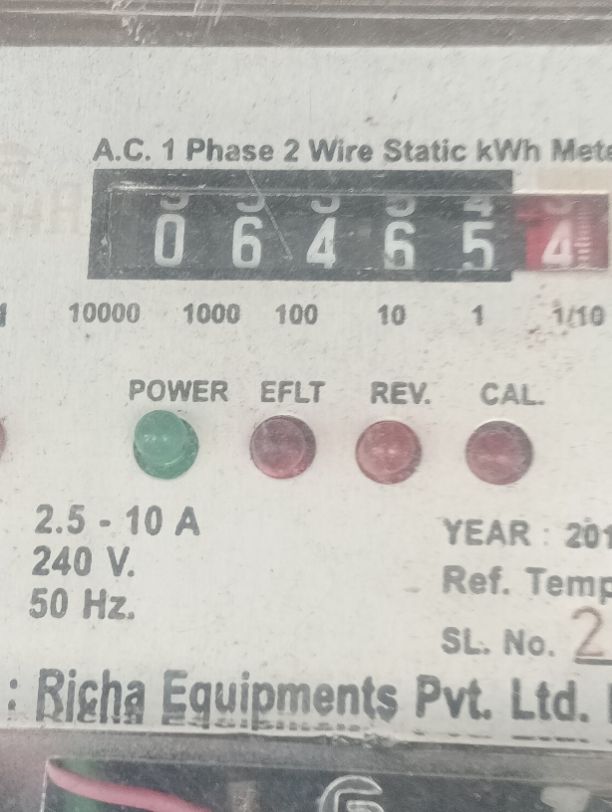 A.C. 1 Phase 2 Wire Static kWh Mete
0 6 4 6 5 4
10000 1000 100 10 1 1/10
POWER EFLT REV. CAL.
2.5 - 10 A
240 V.
50 Hz.
YEAR : 201
Ref. Temp
SL. No. 2
: Richa Equipments Pvt. Ltd.